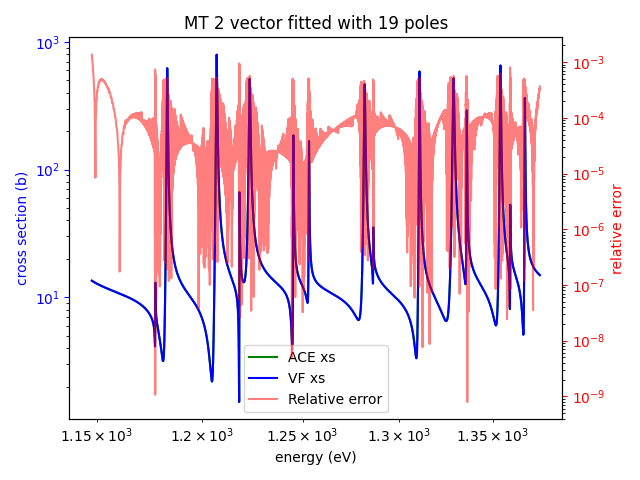 MT 2 vector fitted with 19 poles
10³
10²
10¹
cross section (b)
10⁻³
10⁻⁴
10⁻⁵
10⁻⁶
10⁻⁷
10⁻⁸
10⁻⁹
relative error
ACE xs
VF xs
Relative error
1.15 × 10³ 1.2 × 10³ 1.25 × 10³ 1.3 × 10³ 1.35 × 10³
energy (eV)